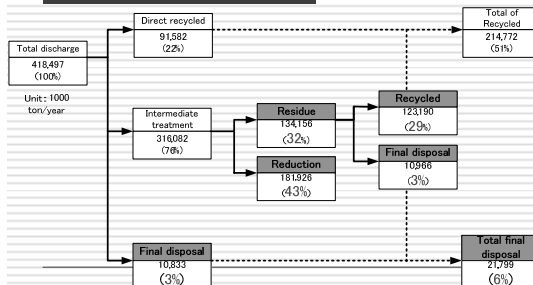 Total discharge
418,497
(100%)
Unit: 1000
ton/year
Direct recycled
91,582
(22%)
Total of
Recycled
214,772
(51%)
Intermediate
treatment
316,082
(76%)
Residue
134,156
(32%)
Reduction
181,926
(43%)
Recycled
123,190
(29%)
Final disposal
10,966
(3%)
Final disposal
10,833
(3%)
Total final
disposal
21,799
(6%)